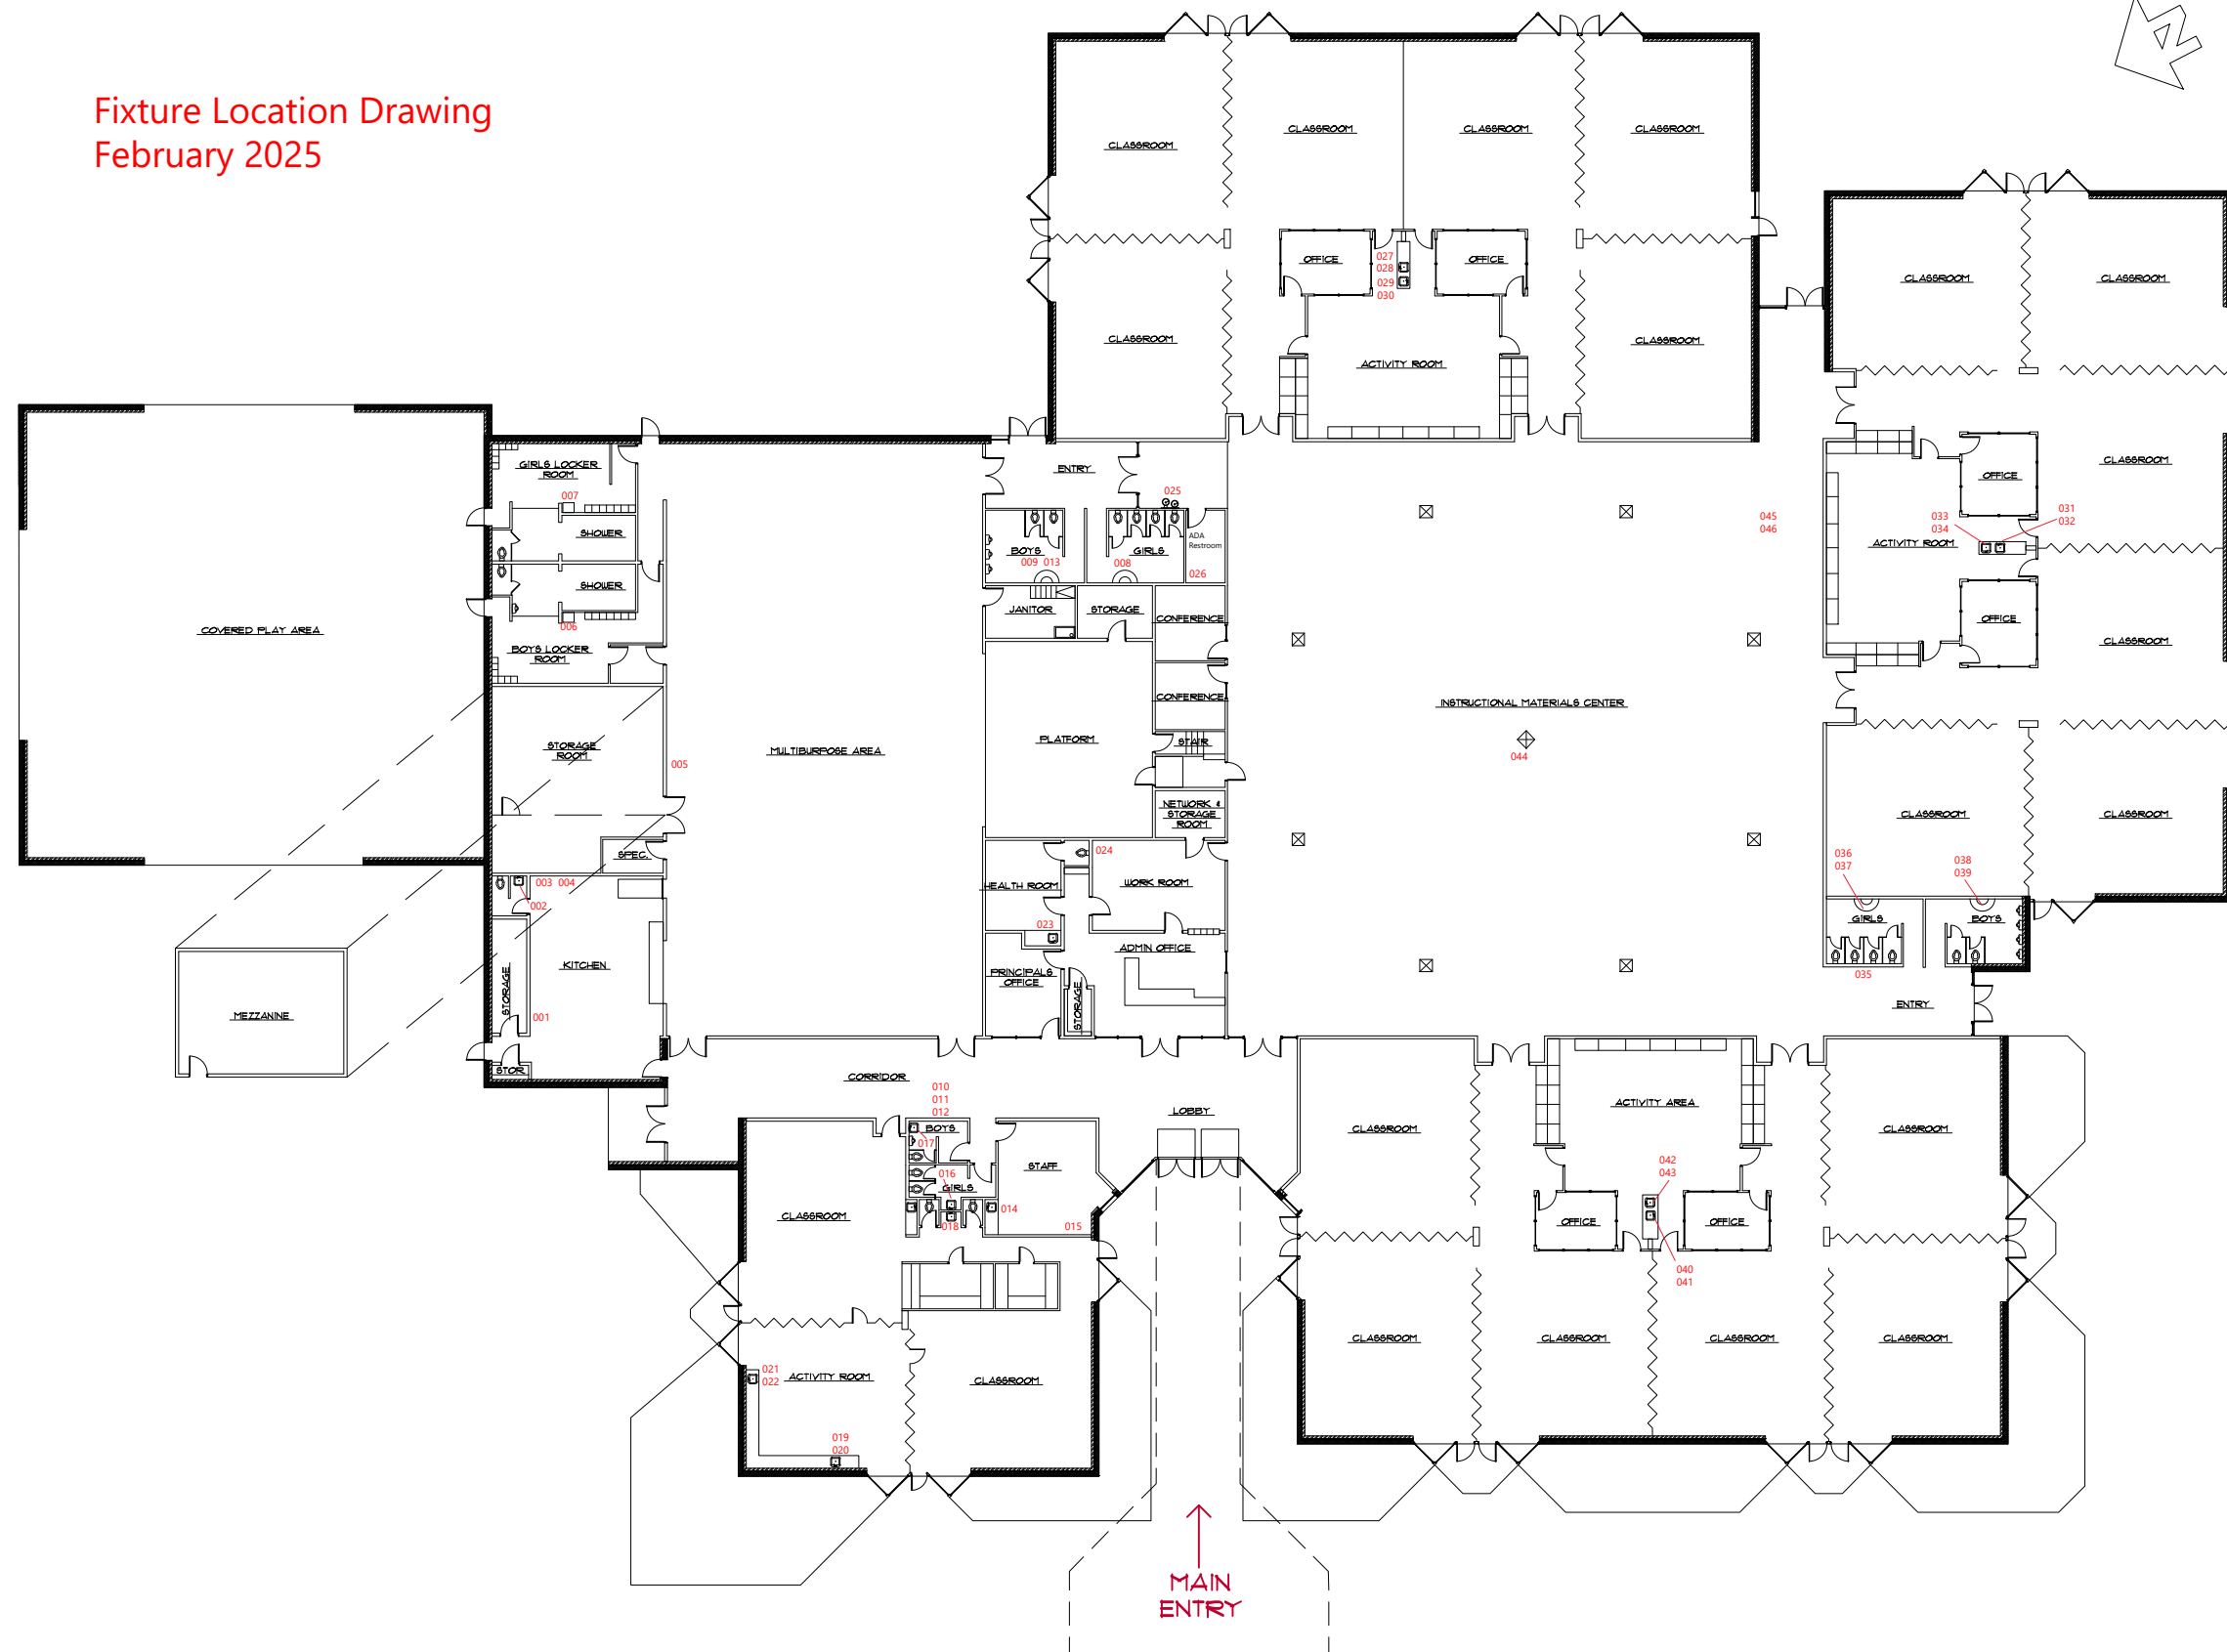 Fixture Location Drawing
February 2025
N
CLASSROOM
CLASSROOM
CLASSROOM
CLASSROOM
OFFICE
027
028
029
030
OFFICE
CLASSROOM
CLASSROOM
ACTIVITY ROOM
CLASSROOM
CLASSROOM
GIRLS LOCKER
ROOM
007
SHOWER
SHOWER
006
BOYS LOCKER
ROOM
COVERED PLAY AREA
ENTRY
025
BOYS
009 013
GIRLS
008
ADA
Restroom
026
JANITOR
STORAGE
CONFERENCE
CONFERENCE
045
046
CLASSROOM
OFFICE
033
034
031
032
ACTIVITY ROOM
OFFICE
CLASSROOM
INSTRUCTIONAL MATERIALS CENTER
044
STORAGE
ROOM
005
MULTIBURPOSE AREA
PLATFORM
STAIR
NETWORK &
STORAGE
ROOM
CLASSROOM
CLASSROOM
SPEC.
003 004
002
HEALTH ROOM
024
WORK ROOM
023
ADMIN OFFICE
PRINCIPALS
OFFICE
STORAGE
036
037
038
039
GIRLS
BOYS
035
ENTRY
KITCHEN
STORAGE
001
STOR.
MEZZANINE
CORRIDOR
010
011
012
BOYS
017
016
GIRLS
018
STAFF
014
015
LOBBY
CLASSROOM
CLASSROOM
ACTIVITY AREA
CLASSROOM
042
043
OFFICE
OFFICE
040
041
CLASSROOM
CLASSROOM
CLASSROOM
CLASSROOM
021
022
ACTIVITY ROOM
CLASSROOM
019
020
MAIN
ENTRY